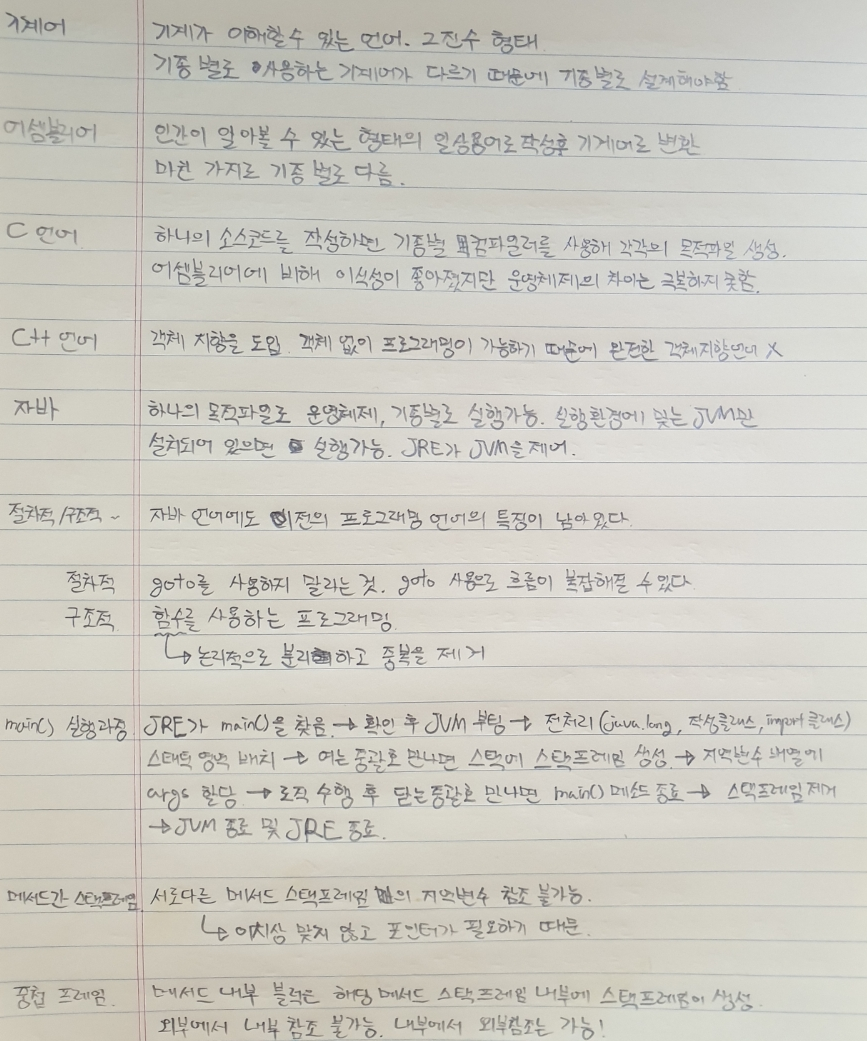 기계어 기계가 이해할 수 있는 언어. 2진수 형태
기종 별로 사용하는 기계어가 다르기 때문에 기종별로 설계해야함
어셈블리어 인간이 알아볼 수 있는 형태의 일상용어로 작성후 기계어로 변환
마찬 가지로 기종 별로 다름.
C 언어 하나의 소스코드를 작성하면 기종별 컴파일러를 사용해 각각의 목적파일 생성.
어셈블리어에 비해 이식성이 좋아졌지만 운영체제의 차이는 극복하지 못함.
C++ 언어 객체 지향을 도입. 객체 없이 프로그래밍이 가능하기 때문에 완전한 객체지향언어 X
자바 하나의 목적파일로 운영체제, 기종별로 실행가능. 실행환경에 맞는 JVM만
설치되어 있으면 실행가능. JRE가 JVM을 제어.
절차적/구조적 ~ 자바 언어에도 이전의 프로그래밍 언어의 특징이 남아있다.
절차적 goto를 사용하지 말라는 것. goto 사용으로 흐름이 복잡해질 수 있다.
구조적 함수를 사용하는 프로그래밍.
↳ 논리적으로 분리하고 중복을 제거
main() 실행과정 JRE가 main()을 찾음 → 확인 후 JVM 부팅 → 전처리 (java.lang, 작성클래스, import 클래스)
스태틱 영역 배치 → 여는 중괄호 만나면 스택에 스택프레임 생성 → 지역변수 배열에
args 할당 → 로직 수행 후 닫는중괄호 만나면 main() 메소드 종료 → 스택프레임 제거
→ JVM 종료 및 JRE 종료.
메서드간 스택프레임 서로다른 메서드 스택프레임의 지역변수 참조 불가능.
↳ 이치상 맞지 않고 포인터가 필요하기 때문.
중첩 프레임. 메서드 내부 블럭은 해당 메서드 스택프레임 내부에 스택프레임이 생성.
외부에서 내부 참조 불가능. 내부에서 외부참조는 가능!